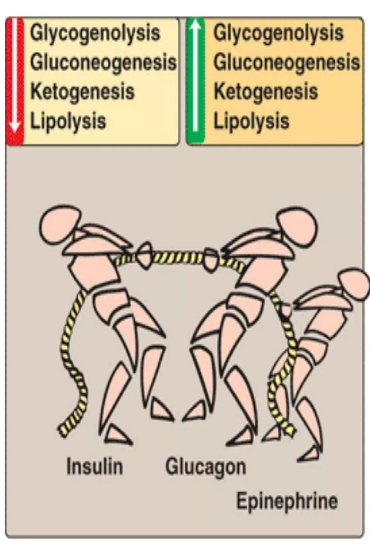 Glycogenolysis
Gluconeogenesis
Ketogenesis
Lipolysis
Glycogenolysis
Gluconeogenesis
Ketogenesis
Lipolysis
Insulin
Glucagon
Epinephrine